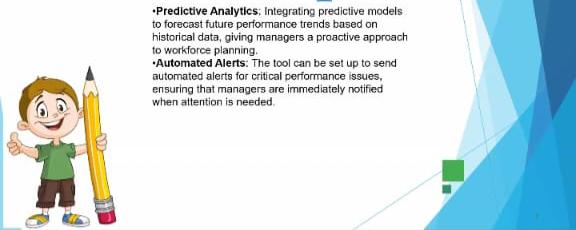 •Predictive Analytics: Integrating predictive models
to forecast future performance trends based on
historical data, giving managers a proactive approach
to workforce planning.
•Automated Alerts: The tool can be set up to send
automated alerts for critical performance issues,
ensuring that managers are immediately notified
when attention is needed.